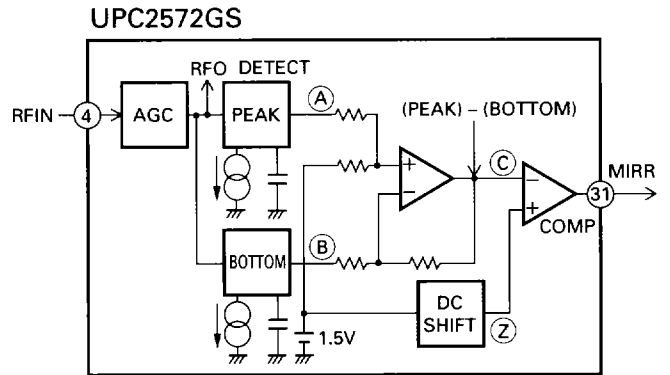 UPC2572GS
RFO DETECT
RFIN 4 AGC PEAK A (PEAK) – (BOTTOM)
+
−
C
−
+
MIRR
31
COMP
BOTTOM B
DC
SHIFT
Z
1.5V